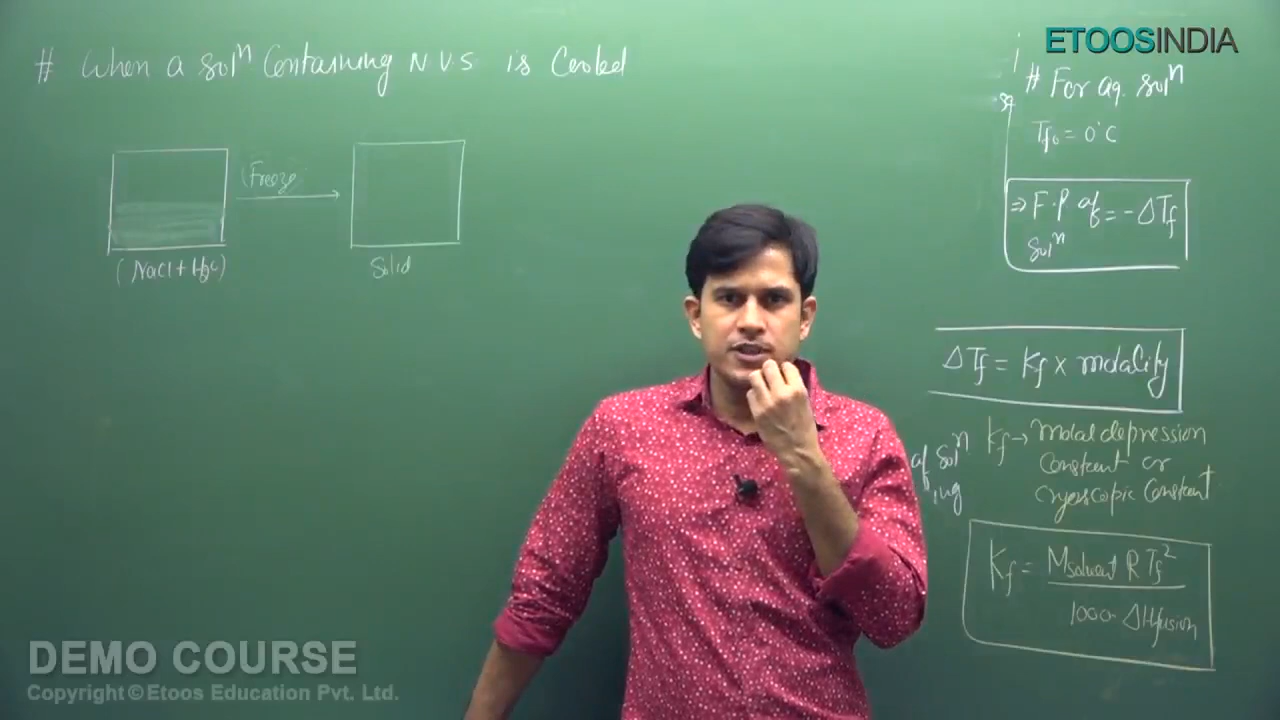 # When a solⁿ Containing N V S is Cooled
(Freeze
(NaCl + H₂O)
Solid
ETOOSINDIA
# For aq. solⁿ
Tf₀ = 0°C
⇒ F.P of = -ΔTf
solⁿ
ΔTf = Kf × molality
of solⁿ
ing
Kf → molal depression
Constant or
cryoscopic Constant
Kf = Msolvent R Tf²
1000·ΔHfusion
DEMO COURSE
Copyright © Etoos Education Pvt. Ltd.